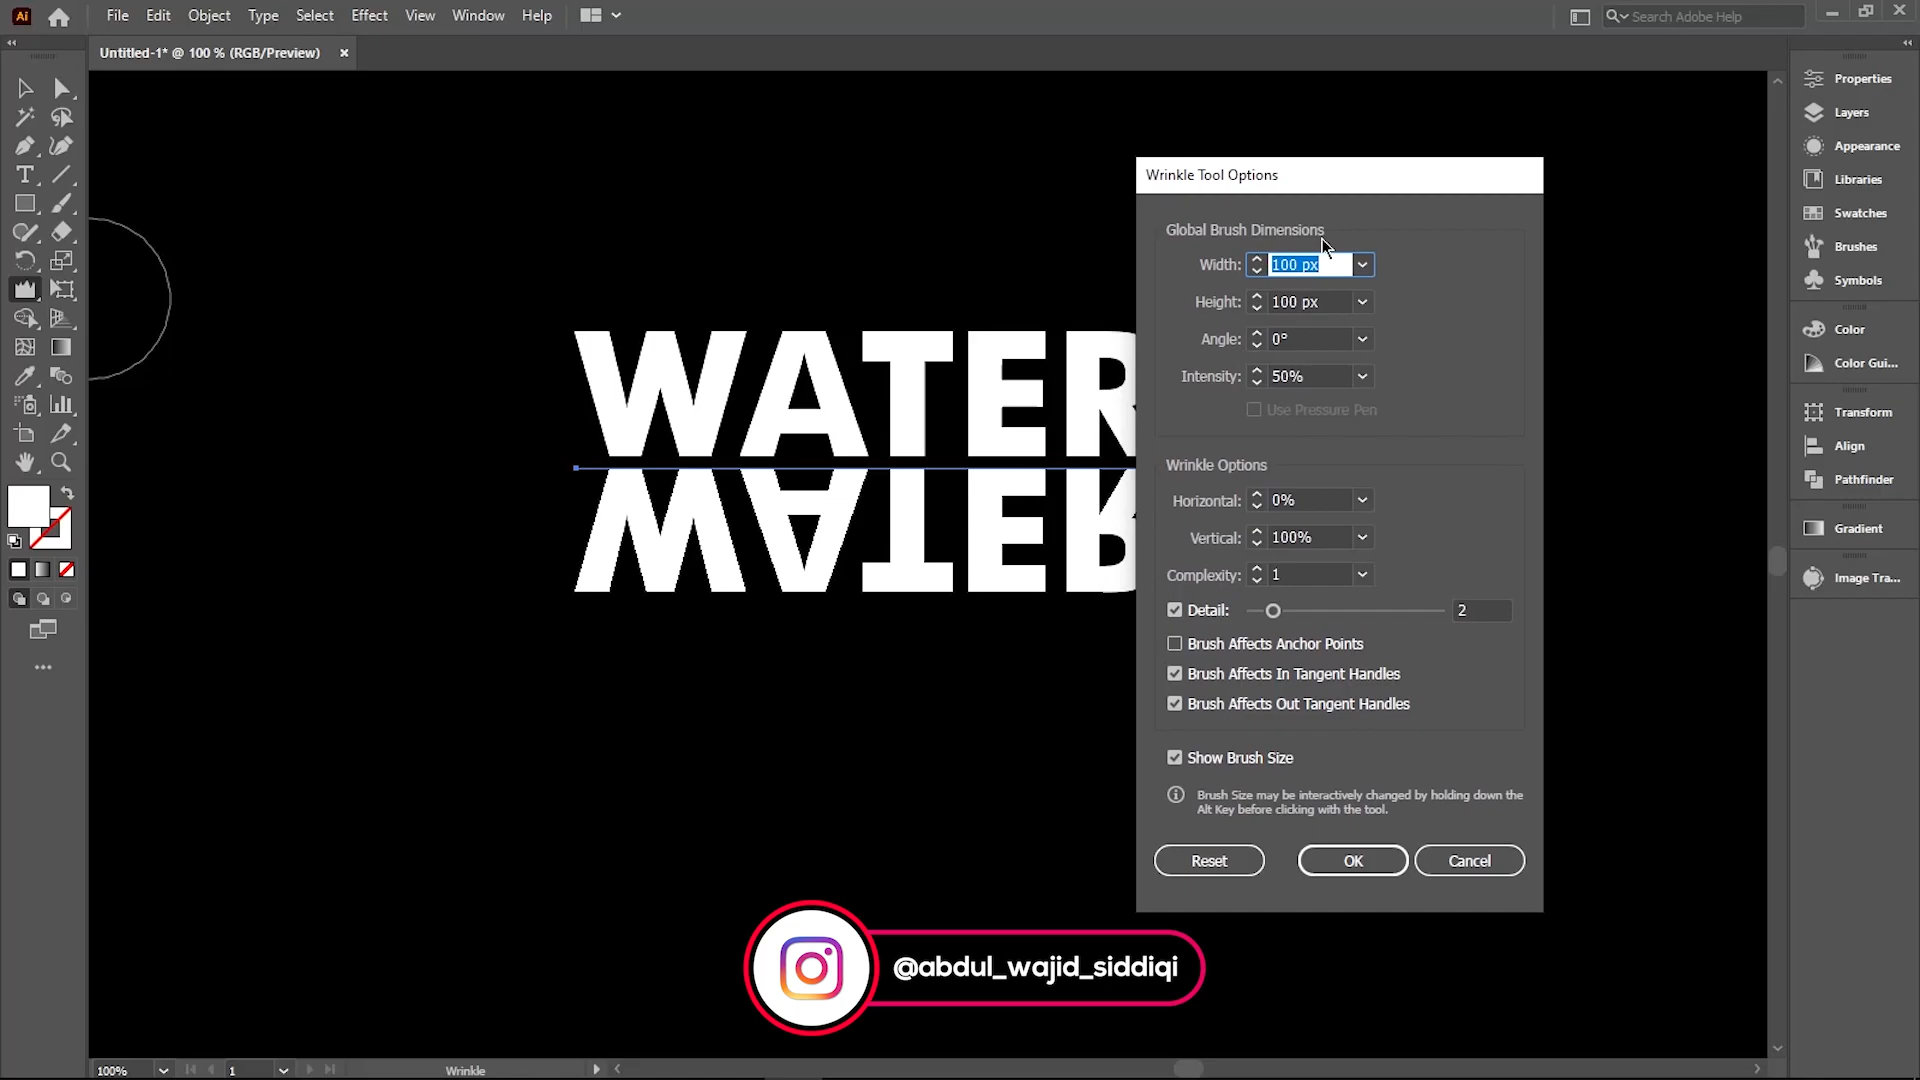 Ai
File Edit Object Type Select Effect View Window Help
Search Adobe Help
Untitled-1* @ 100 % (RGB/Preview)
Properties
Layers
Appearance
Libraries
Swatches
Brushes
Symbols
Color
Color Gui...
Transform
Align
Pathfinder
Gradient
Image Tra...
WATER
WATER
Wrinkle Tool Options
Global Brush Dimensions
Width: 100 px
Height: 100 px
Angle: 0°
Intensity: 50%
Use Pressure Pen
Wrinkle Options
Horizontal: 0%
Vertical: 100%
Complexity: 1
Detail: 2
Brush Affects Anchor Points
Brush Affects In Tangent Handles
Brush Affects Out Tangent Handles
Show Brush Size
Brush Size may be interactively changed by holding down the
Alt Key before clicking with the tool.
Reset OK Cancel
@abdul_wajid_siddiqi
100% 1 Wrinkle